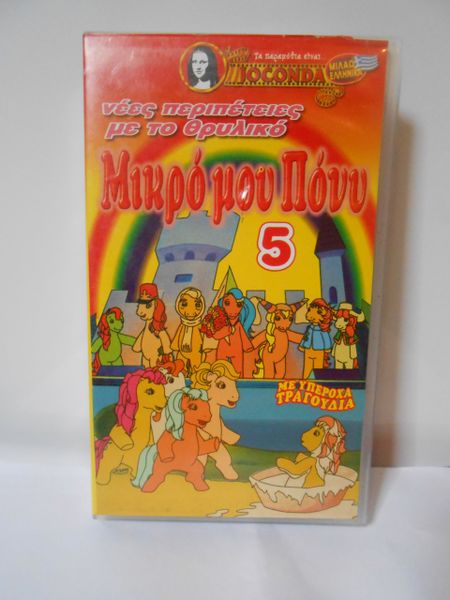 Τα παραμύθια είναι
JOCONDA
ΜΙΛΑΩ
ΕΛΛΗΝΙΚΑ
νέες περιπέτειες
με το θρυλικό
Μικρό μου Πόνυ
5
ΜΕ ΥΠΕΡΟΧΑ
ΤΡΑΓΟΥΔΙΑ